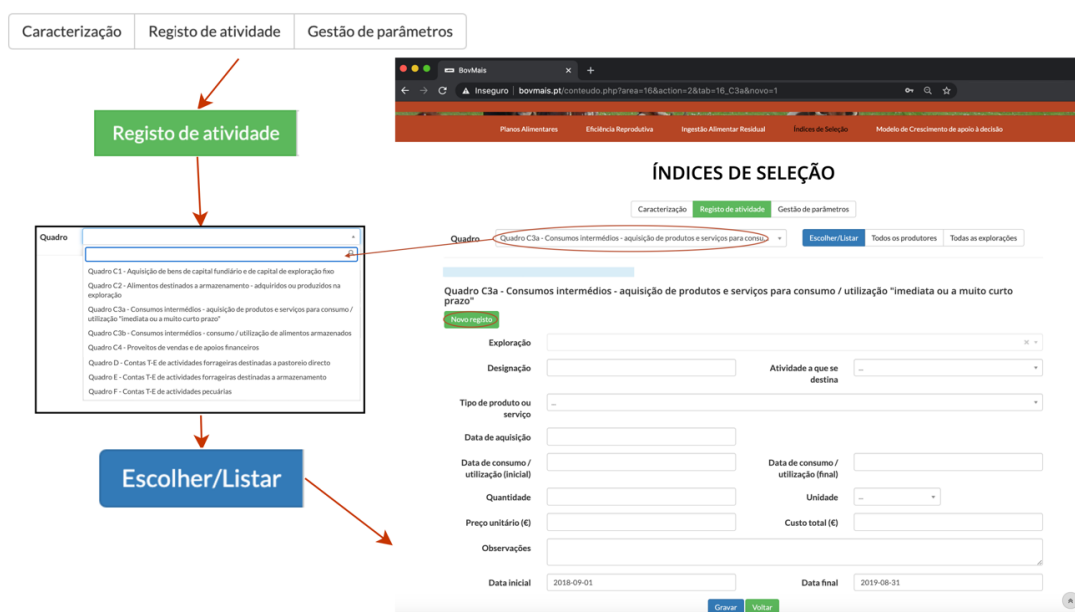 Caracterização Registo de atividade Gestão de parâmetros
Registo de atividade
Quadro
Quadro C1 - Aquisição de bens de capital fundiário e de capital de exploração fixo
Quadro C2 - Alimentos destinados a armazenamento - adquiridos ou produzidos na
exploração
Quadro C3a - Consumos intermédios - aquisição de produtos e serviços para consumo /
utilização "imediata ou a muito curto prazo"
Quadro C3b - Consumos intermédios - consumo / utilização de alimentos armazenados
Quadro C4 - Proveitos de vendas e de apoios financeiros
Quadro D - Contas T-E de actividades forrageiras destinadas a pastoreio directo
Quadro E - Contas T-E de actividades forrageiras destinadas a armazenamento
Quadro F - Contas T-E de actividades pecuárias
Escolher/Listar
BovMais
Inseguro | bovmais.pt/conteudo.php?area=16&action=2&tab=16_C3a&novo=1
Planos Alimentares Eficiência Reprodutiva Ingestão Alimentar Residual Índices de Seleção Modelo de Crescimento de apoio à decisão
ÍNDICES DE SELEÇÃO
Caracterização Registo de atividade Gestão de parâmetros
Quadro Quadro C3a - Consumos intermédios - aquisição de produtos e serviços para consu... Escolher/Listar Todos os produtores Todas as explorações
Quadro C3a - Consumos intermédios - aquisição de produtos e serviços para consumo / utilização "imediata ou a muito curto
prazo"
Novo registo
Exploração
Designação Atividade a que se
destina ...
Tipo de produto ou
serviço ...
Data de aquisição
Data de consumo /
utilização (inicial) Data de consumo /
utilização (final)
Quantidade Unidade ...
Preço unitário (€) Custo total (€)
Observações
Data inicial 2018-09-01 Data final 2019-08-31
Gravar Voltar